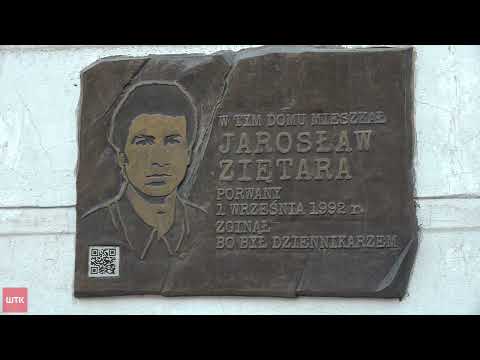 W TYM DOMU MIESZKAŁ
JAROSŁAW
ZIĘTARA
PORWANY
1 WRZEŚNIA 1992 r.
ZGINĄŁ
BO BYŁ DZIENNIKARZEM
WTK